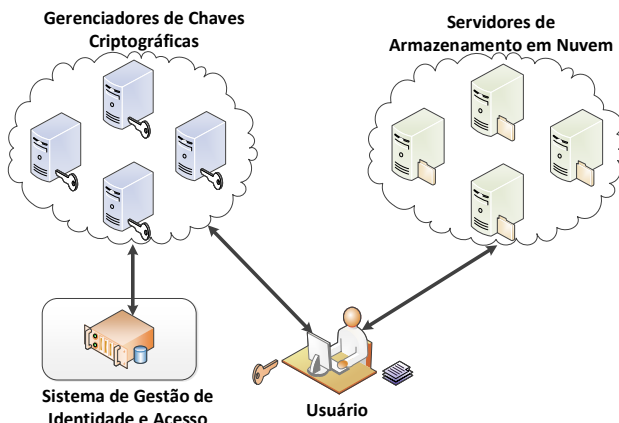 Gerenciadores de Chaves
Criptográficas
Servidores de
Armazenamento em Nuvem
Sistema de Gestão de
Identidade e Acesso
Usuário